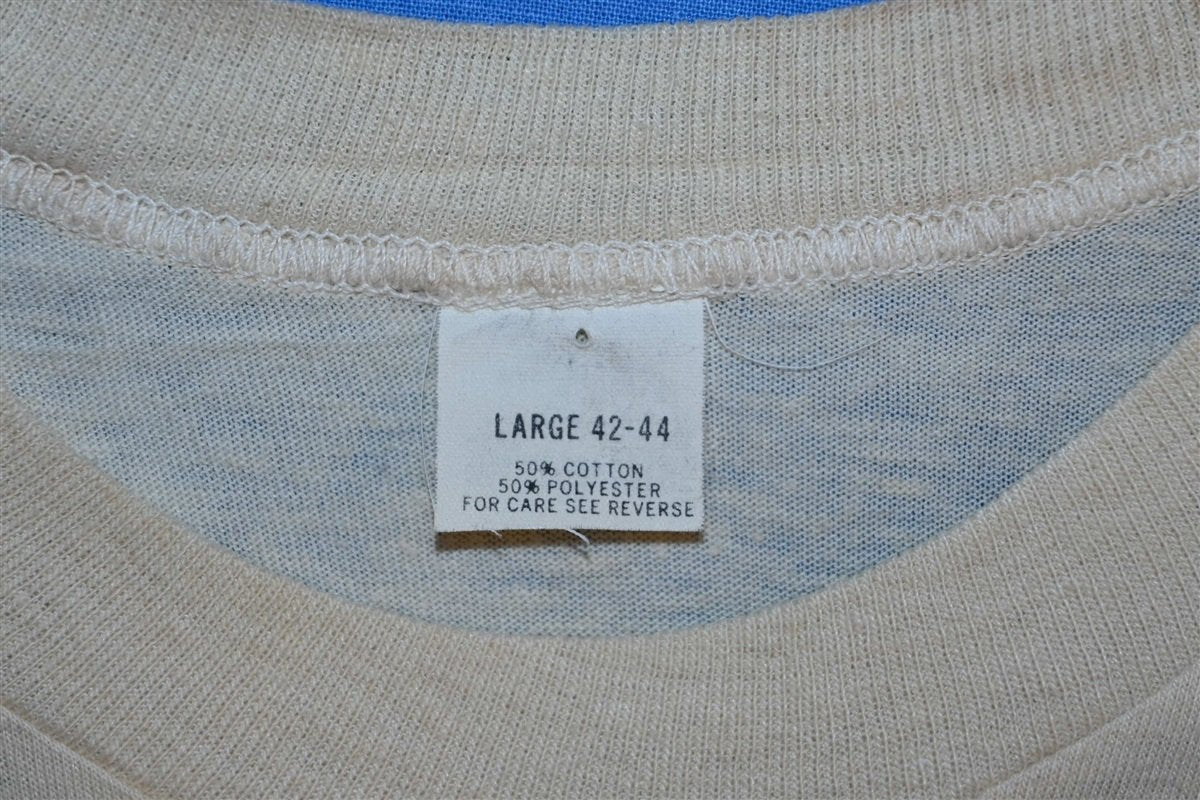 LARGE 42-44
50% COTTON
50% POLYESTER
FOR CARE SEE REVERSE